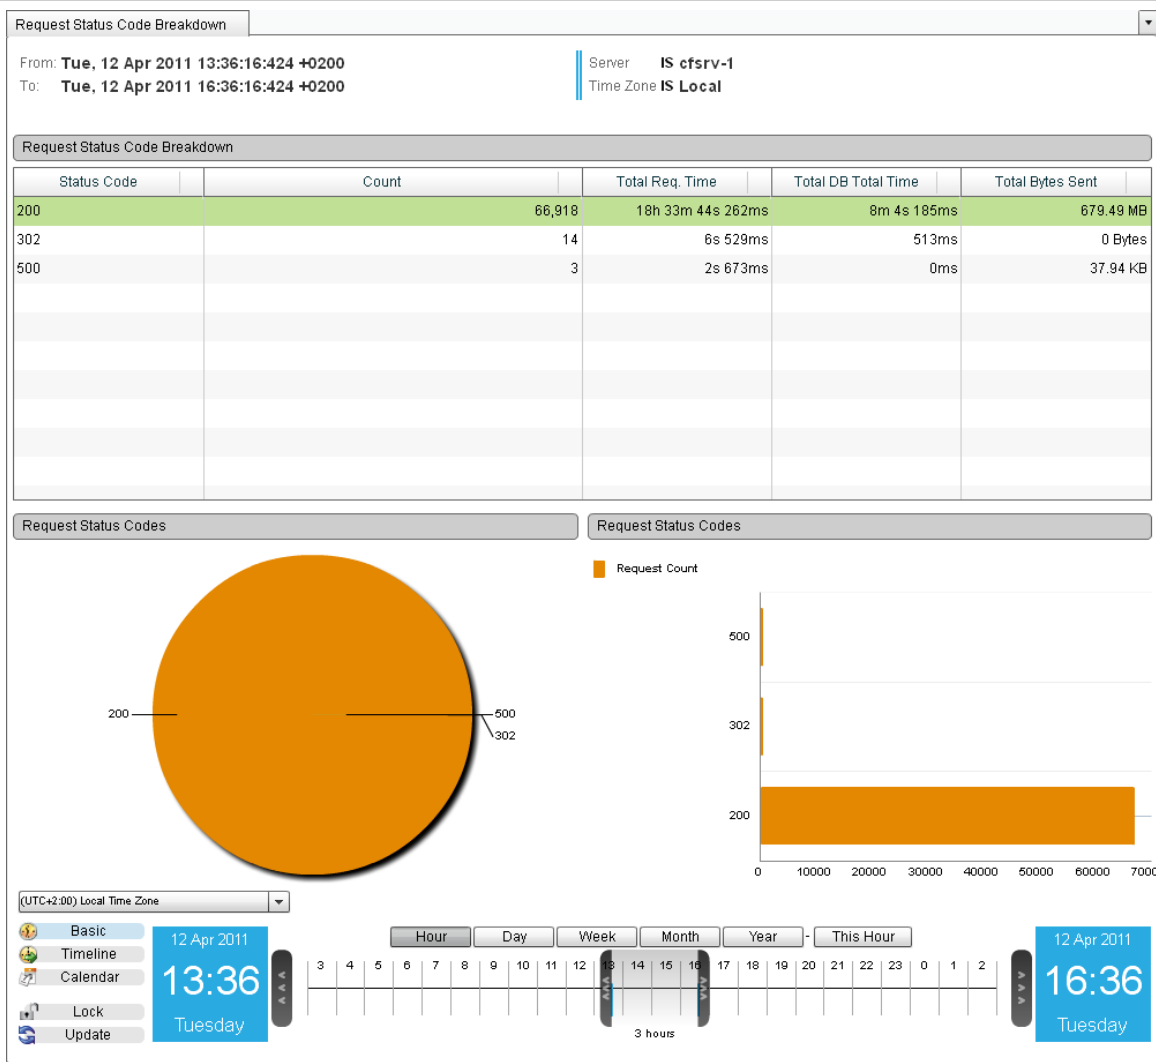 Request Status Code Breakdown
From: Tue, 12 Apr 2011 13:36:16:424 +0200
Server IS cfsrv-1
To: Tue, 12 Apr 2011 16:36:16:424 +0200
Time Zone IS Local
Request Status Code Breakdown
Status Code Count Total Req. Time Total DB Total Time Total Bytes Sent
200 66,918 18h 33m 44s 262ms 8m 4s 185ms 679.49 MB
302 14 6s 529ms 513ms 0 Bytes
500 3 2s 673ms 0ms 37.94 KB
Request Status Codes
Request Status Codes
Request Count
200
500
302
500
302
200
0 10000 20000 30000 40000 50000 60000 7000
(UTC+2:00) Local Time Zone
Basic
Timeline
Calendar
Lock
Update
12 Apr 2011
13:36
Tuesday
Hour Day Week Month Year - This Hour
3 4 5 6 7 8 9 10 11 12 13 14 15 16 17 18 19 20 21 22 23 0 1 2
3 hours
12 Apr 2011
16:36
Tuesday